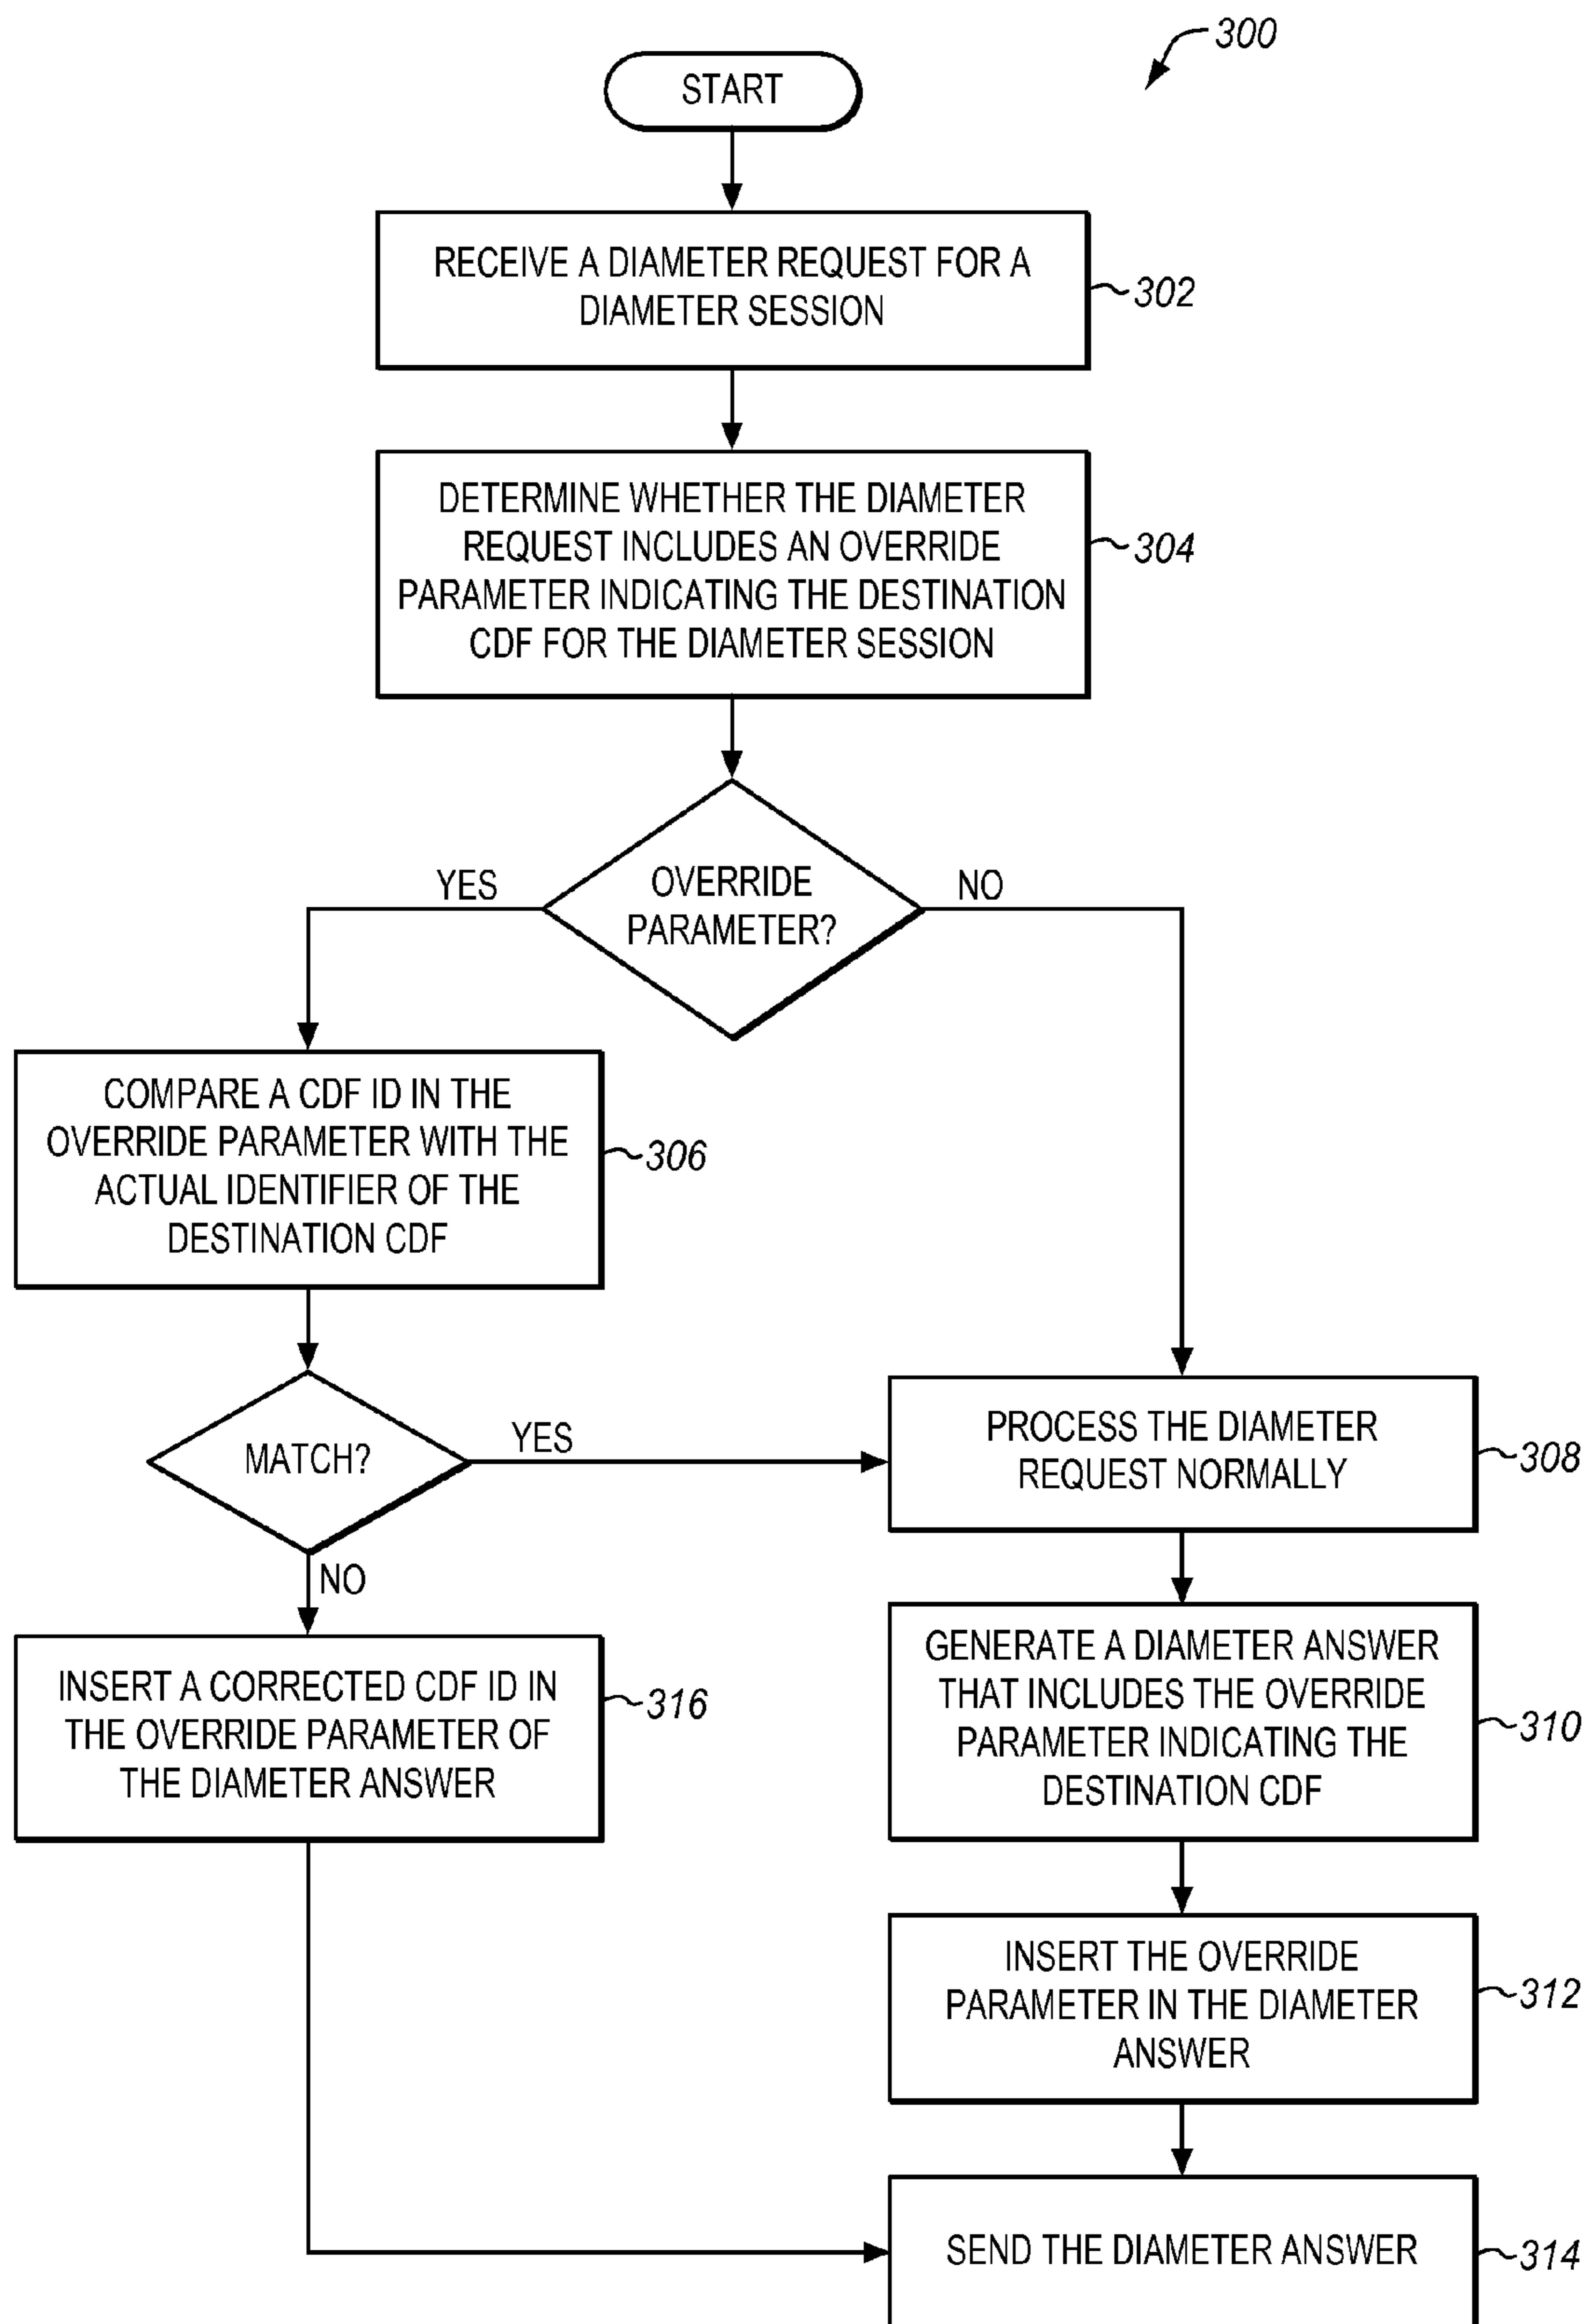 300
START
RECEIVE A DIAMETER REQUEST FOR A
DIAMETER SESSION
302
DETERMINE WHETHER THE DIAMETER
REQUEST INCLUDES AN OVERRIDE
PARAMETER INDICATING THE DESTINATION
CDF FOR THE DIAMETER SESSION
304
OVERRIDE
PARAMETER?
YES
NO
COMPARE A CDF ID IN THE
OVERRIDE PARAMETER WITH THE
ACTUAL IDENTIFIER OF THE
DESTINATION CDF
306
MATCH?
YES
NO
PROCESS THE DIAMETER
REQUEST NORMALLY
308
INSERT A CORRECTED CDF ID IN
THE OVERRIDE PARAMETER OF
THE DIAMETER ANSWER
316
GENERATE A DIAMETER ANSWER
THAT INCLUDES THE OVERRIDE
PARAMETER INDICATING THE
DESTINATION CDF
310
INSERT THE OVERRIDE
PARAMETER IN THE DIAMETER
ANSWER
312
SEND THE DIAMETER ANSWER
314